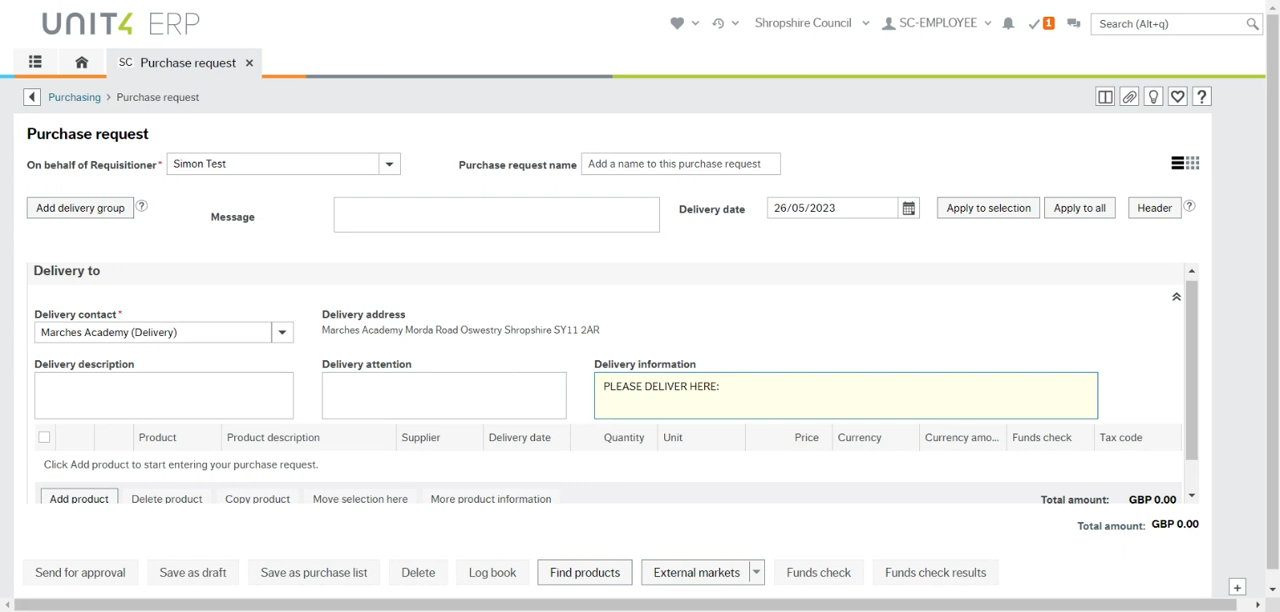 UNIT4 ERP
Shropshire Council SC-EMPLOYEE 1 Search (Alt+q)
SC Purchase request ×
Purchasing > Purchase request ?
Purchase request
On behalf of Requisitioner* Simon Test Purchase request name Add a name to this purchase request
Add delivery group ? Message Delivery date 26/05/2023 Apply to selection Apply to all Header ?
Delivery to
Delivery contact* Delivery address
Marches Academy (Delivery) Marches Academy Morda Road Oswestry Shropshire SY11 2AR
Delivery description Delivery attention Delivery information
PLEASE DELIVER HERE:
Product Product description Supplier Delivery date Quantity Unit Price Currency Currency amo... Funds check Tax code
Click Add product to start entering your purchase request.
Add product Delete product Copy product Move selection here More product information Total amount: GBP 0.00
Total amount: GBP 0.00
Send for approval Save as draft Save as purchase list Delete Log book Find products External markets Funds check Funds check results
+